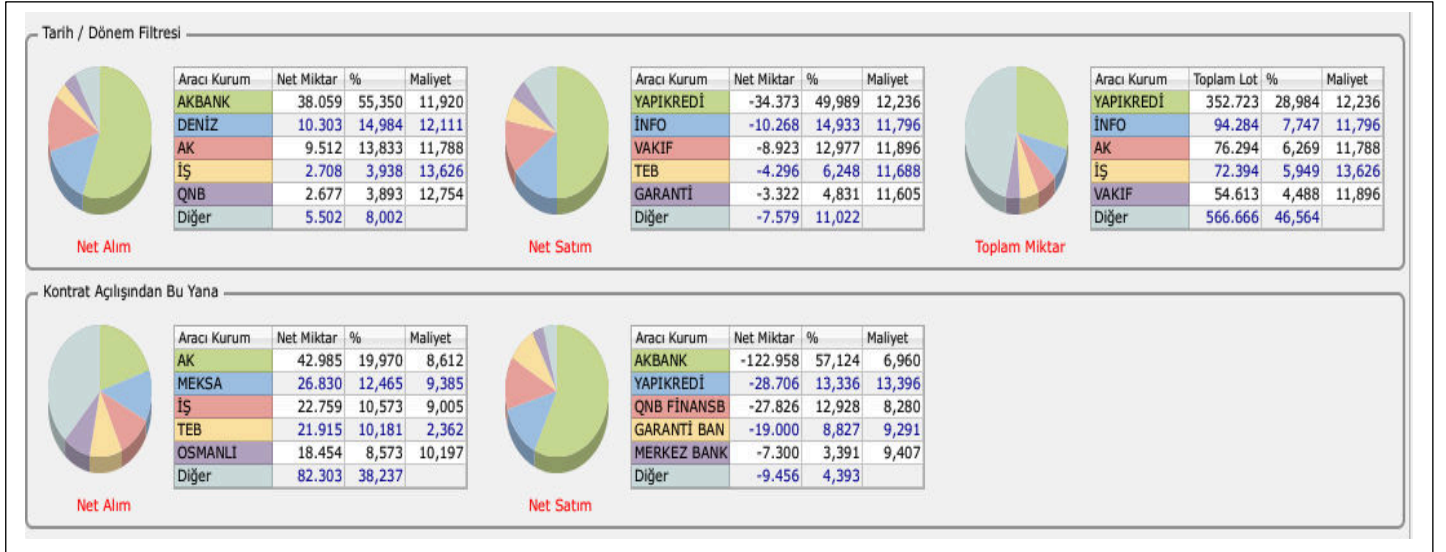 Tarih / Dönem Filtresi
Aracı Kurum Net Miktar % Maliyet
AKBANK 38.059 55,350 11,920
DENİZ 10.303 14,984 12,111
AK 9.512 13,833 11,788
İŞ 2.708 3,938 13,626
QNB 2.677 3,893 12,754
Diğer 5.502 8,002
Net Alım
Aracı Kurum Net Miktar % Maliyet
YAPIKREDİ -34.373 49,989 12,236
İNFO -10.268 14,933 11,796
VAKIF -8.923 12,977 11,896
TEB -4.296 6,248 11,688
GARANTİ -3.322 4,831 11,605
Diğer -7.579 11,022
Net Satım
Aracı Kurum Toplam Lot % Maliyet
YAPIKREDİ 352.723 28,984 12,236
İNFO 94.284 7,747 11,796
AK 76.294 6,269 11,788
İŞ 72.394 5,949 13,626
VAKIF 54.613 4,488 11,896
Diğer 566.666 46,564
Toplam Miktar
Kontrat Açılışından Bu Yana
Aracı Kurum Net Miktar % Maliyet
AK 42.985 19,970 8,612
MEKSA 26.830 12,465 9,385
İŞ 22.759 10,573 9,005
TEB 21.915 10,181 2,362
OSMANLI 18.454 8,573 10,197
Diğer 82.303 38,237
Net Alım
Aracı Kurum Net Miktar % Maliyet
AKBANK -122.958 57,124 6,960
YAPIKREDİ -28.706 13,336 13,396
QNB FİNANSB -27.826 12,928 8,280
GARANTİ BAN -19.000 8,827 9,291
MERKEZ BANK -7.300 3,391 9,407
Diğer -9.456 4,393
Net Satım